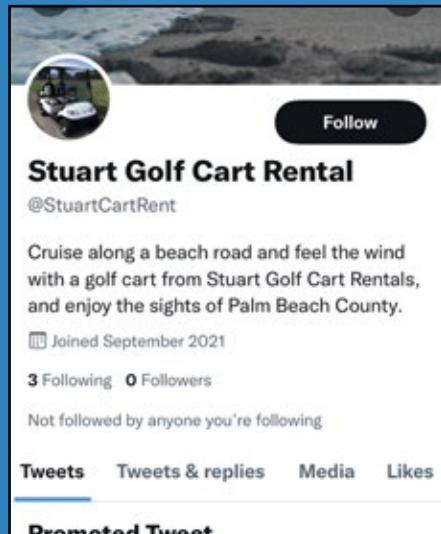 Follow
Stuart Golf Cart Rental
@StuartCartRent
Cruise along a beach road and feel the wind
with a golf cart from Stuart Golf Cart Rentals,
and enjoy the sights of Palm Beach County.
Joined September 2021
3 Following 0 Followers
Not followed by anyone you're following
Tweets Tweets & replies Media Likes
Promoted Tweet